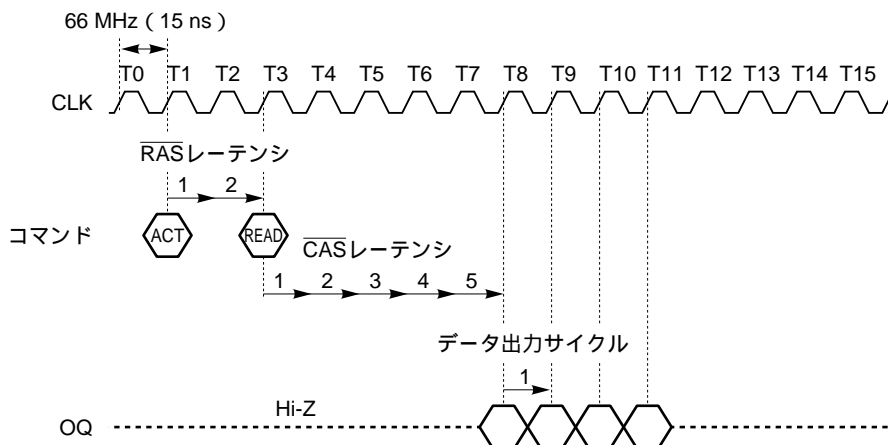 66 MHz ( 15 ns )
T0 T1 T2 T3 T4 T5 T6 T7 T8 T9 T10 T11 T12 T13 T14 T15
CLK
RASレーテンシ
1 2
コマンド ACT READ
CASレーテンシ
1 2 3 4 5
データ出力サイクル
1
Hi-Z
OQ